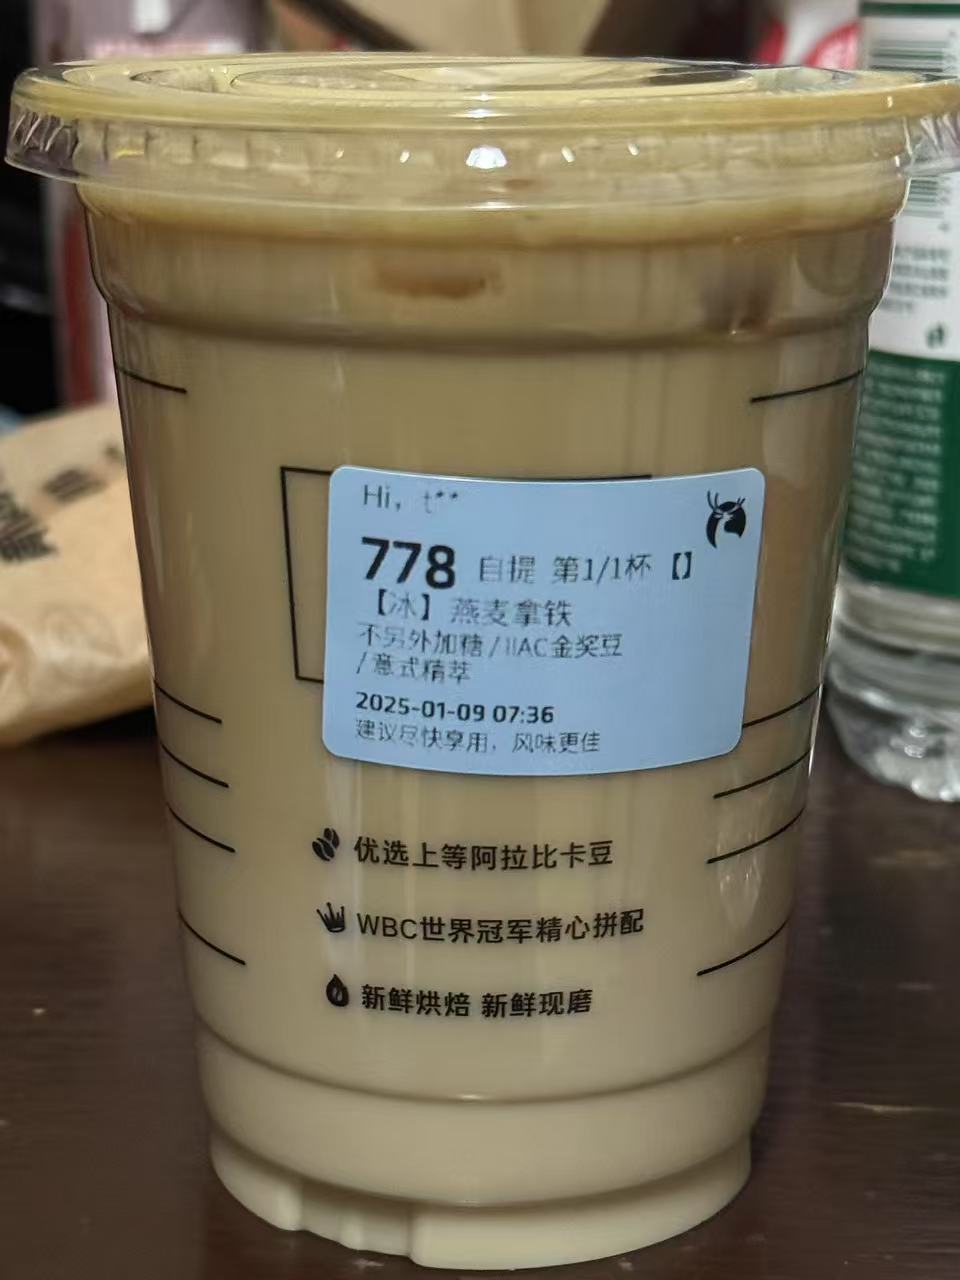 Hi, t**
778 自提 第1/1杯 【】
【冰】 燕麦拿铁
不另外加糖/IIAC金奖豆
/意式精萃
2025-01-09 07:36
建议尽快享用，风味更佳
优选上等阿拉比卡豆
WBC世界冠军精心拼配
新鲜烘焙 新鲜现磨